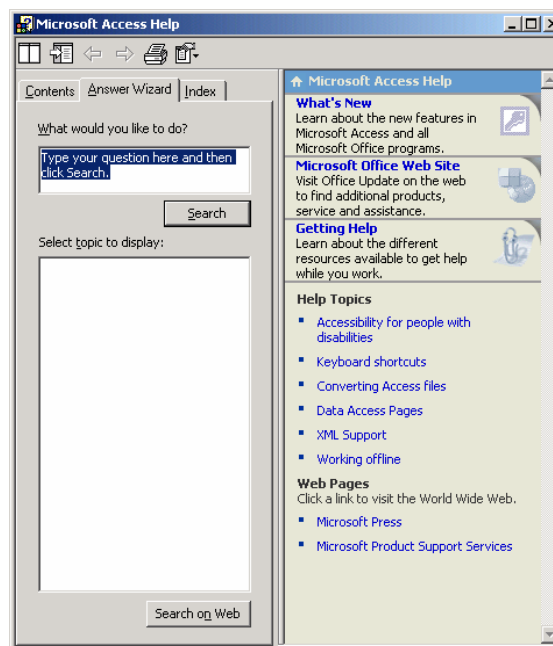 Microsoft Access Help
Contents Answer Wizard Index
What would you like to do?
Type your question here and then
click Search.
Search
Select topic to display:
Search on Web
Microsoft Access Help
What's New
Learn about the new features in
Microsoft Access and all
Microsoft Office programs.
Microsoft Office Web Site
Visit Office Update on the web
to find additional products,
service and assistance.
Getting Help
Learn about the different
resources available to get help
while you work.
Help Topics
Accessibility for people with
disabilities
Keyboard shortcuts
Converting Access files
Data Access Pages
XML Support
Working offline
Web Pages
Click a link to visit the World Wide Web.
Microsoft Press
Microsoft Product Support Services